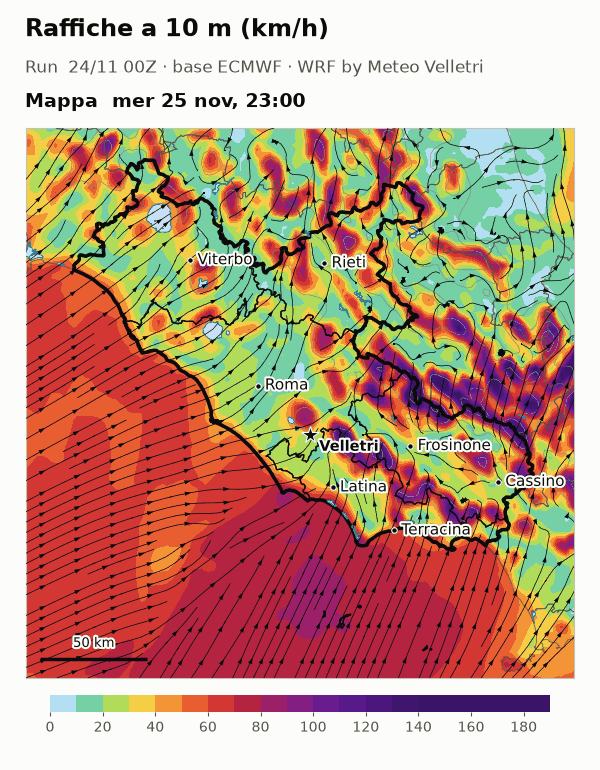 Raffiche a 10 m (km/h)
Run 24/11 00Z · base ECMWF · WRF by Meteo Velletri
Mappa mer 25 nov, 23:00
Viterbo
Rieti
Roma
Velletri
Frosinone
Cassino
Latina
Terracina
50 km
0 20 40 60 80 100 120 140 160 180